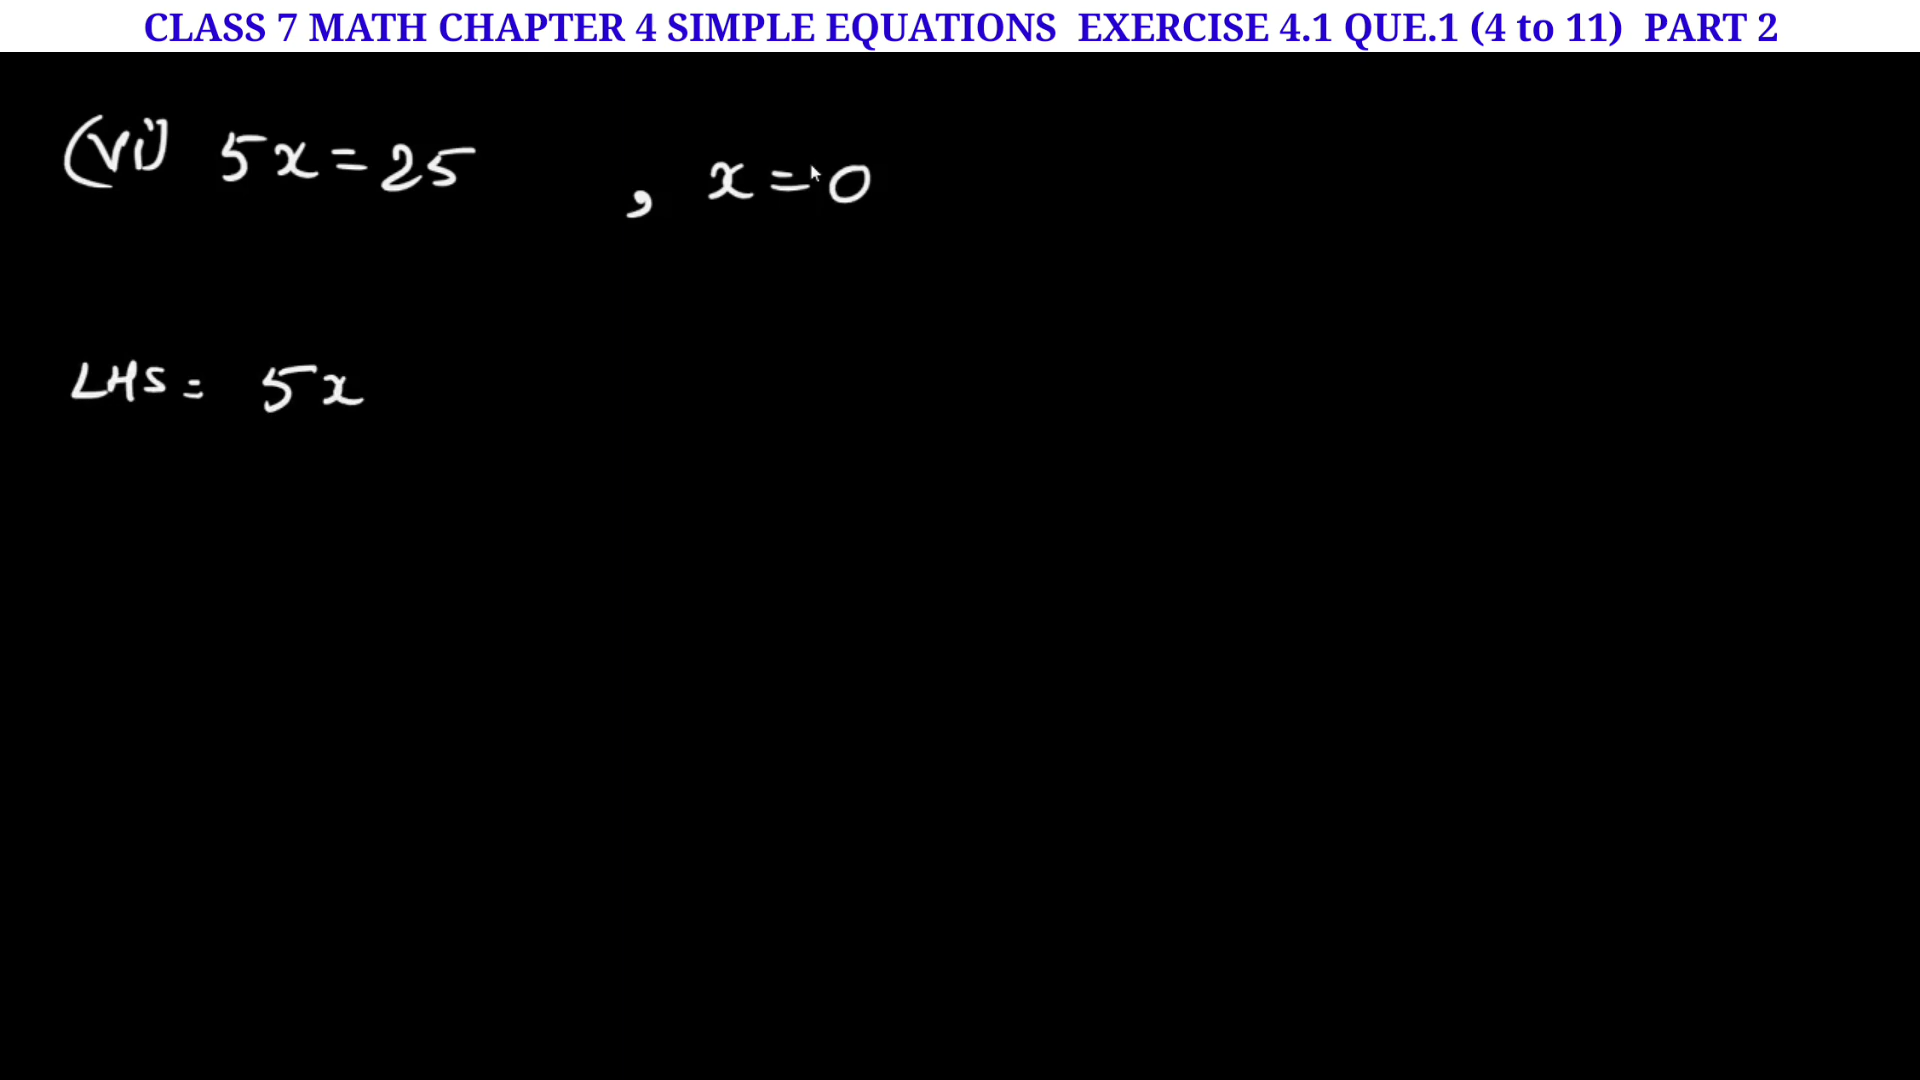 CLASS 7 MATH CHAPTER 4 SIMPLE EQUATIONS EXERCISE 4.1 QUE.1 (4 to 11) PART 2
(vi) 5x=25 , x=0
LHS= 5x